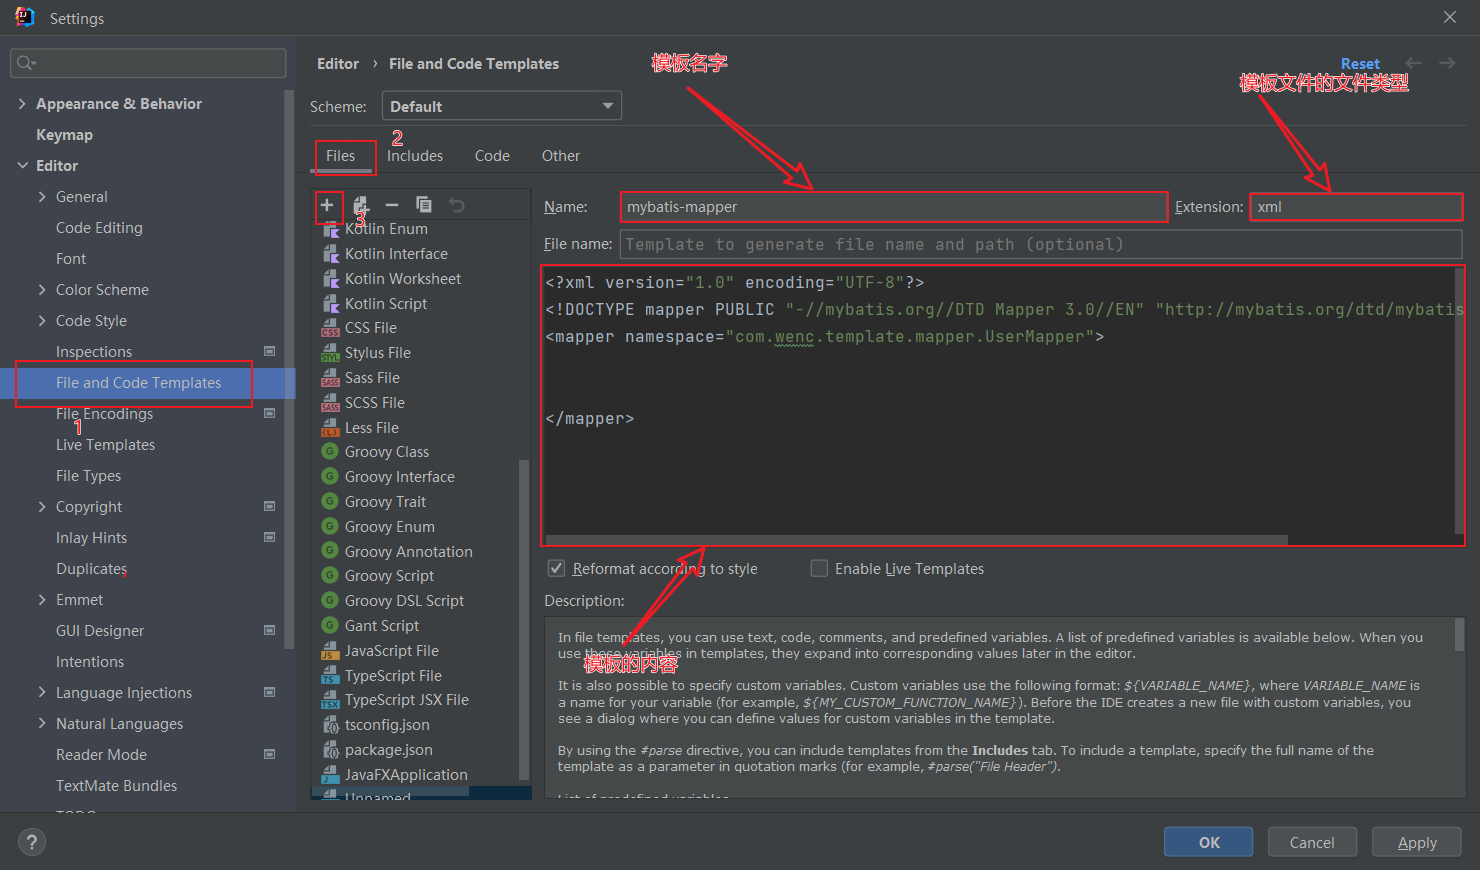 Settings
Appearance & Behavior
Keymap
Editor
General
Code Editing
Font
Color Scheme
Code Style
Inspections
File and Code Templates
File Encodings
1
Live Templates
File Types
Copyright
Inlay Hints
Duplicates
Emmet
GUI Designer
Intentions
Language Injections
Natural Languages
Reader Mode
TextMate Bundles
Editor › File and Code Templates
模板名字
Reset
模板文件的文件类型
Scheme: Default
2
Files Includes Code Other
3
Kotlin Enum
Kotlin Interface
Kotlin Worksheet
Kotlin Script
CSS File
Stylus File
Sass File
SCSS File
Less File
Groovy Class
Groovy Interface
Groovy Trait
Groovy Enum
Groovy Annotation
Groovy Script
Groovy DSL Script
Gant Script
JavaScript File
TypeScript File
TypeScript JSX File
tsconfig.json
package.json
JavaFXApplication
Unnamed
Name: mybatis-mapper Extension: xml
File name: Template to generate file name and path (optional)
<?xml version="1.0" encoding="UTF-8"?>
<!DOCTYPE mapper PUBLIC "-//mybatis.org//DTD Mapper 3.0//EN" "http://mybatis.org/dtd/mybatis
<mapper namespace="com.wenc.template.mapper.UserMapper">
</mapper>
Reformat according to style Enable Live Templates
Description:
In file templates, you can use text, code, comments, and predefined variables. A list of predefined variables is available below. When you
use these variables in templates, they expand into corresponding values later in the editor.
模板的内容
It is also possible to specify custom variables. Custom variables use the following format: ${VARIABLE_NAME}, where VARIABLE_NAME is
a name for your variable (for example, ${MY_CUSTOM_FUNCTION_NAME}). Before the IDE creates a new file with custom variables, you
see a dialog where you can define values for custom variables in the template.
By using the #parse directive, you can include templates from the Includes tab. To include a template, specify the full name of the
template as a parameter in quotation marks (for example, #parse("File Header").
List of predefined variables
? OK Cancel Apply